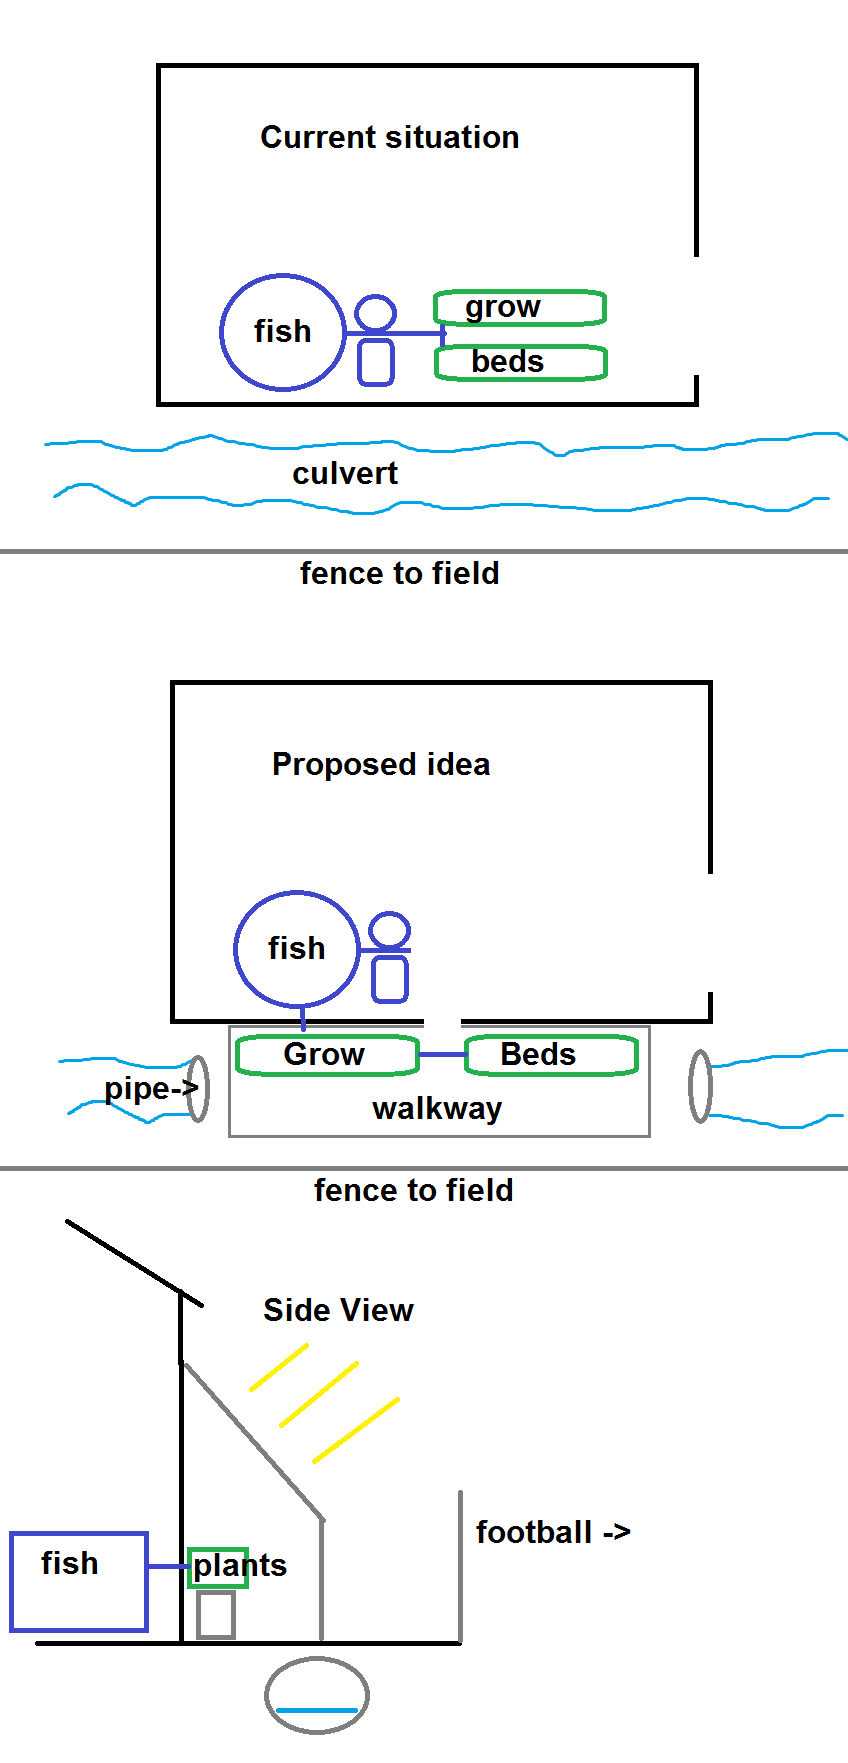 Current situation
fish
grow
beds
culvert
fence to field
Proposed idea
fish
Grow
Beds
pipe->
walkway
fence to field
Side View
football ->
fish
plants